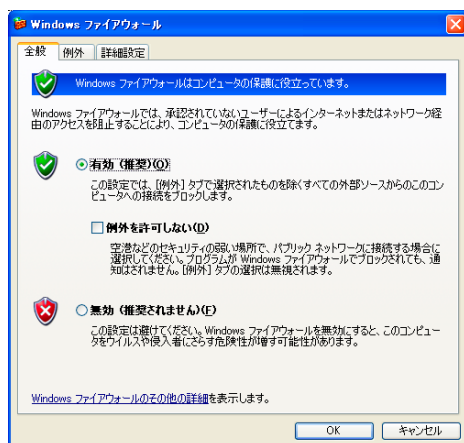 Windows ファイアウォール
全般 例外 詳細設定
Windows ファイアウォールはコンピュータの保護に役立っています。
Windows ファイアウォールでは、承認されていないユーザーによるインターネットまたはネットワーク経
由のアクセスを阻止することにより、コンピュータの保護に役立てます。
有効 (推奨)(O)
この設定では、[例外] タブで選択されたものを除くすべての外部ソースからのこのコン
ピュータへの接続をブロックします。
例外を許可しない(D)
空港などのセキュリティの弱い場所で、パブリック ネットワークに接続する場合に
選択してください。プログラムが Windows ファイアウォールでブロックされても、通
知はされません。[例外] タブの選択は無視されます。
無効 (推奨されません)(F)
この設定は避けてください。Windows ファイアウォールを無効にすると、このコンピュー
タをウイルスや侵入者にさらす危険性が増す可能性があります。
Windows ファイアウォールのその他の詳細を表示します。
OK キャンセル